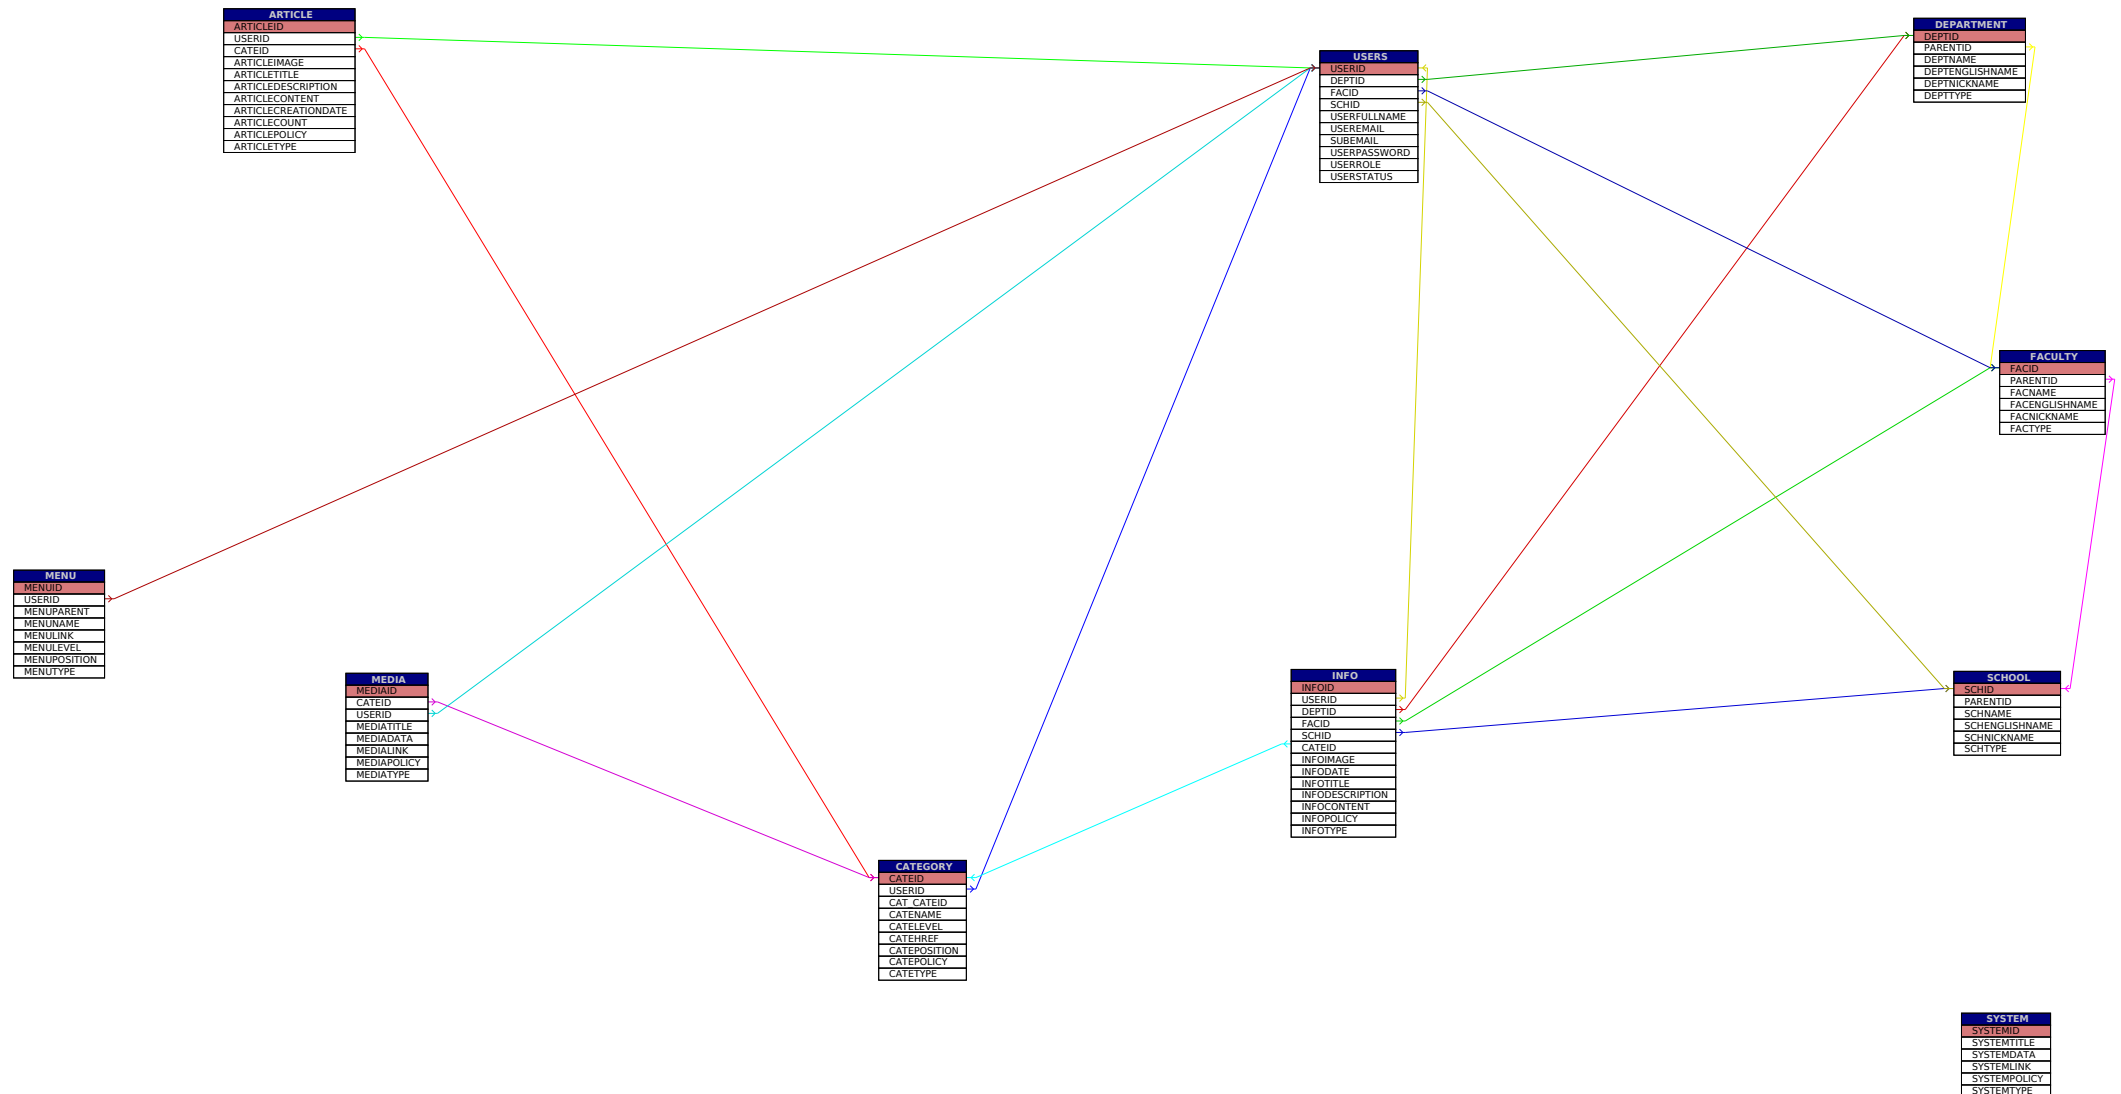 ARTICLE
ARTICLEID
USERID
CATEID
ARTICLEIMAGE
ARTICLETITLE
ARTICLEDESCRIPTION
ARTICLECONTENT
ARTICLECREATIONDATE
ARTICLECOUNT
ARTICLEPOLICY
ARTICLETYPE
USERS
USERID
DEPTID
FACID
SCHID
USERFULLNAME
USEREMAIL
SUBEMAIL
USERPASSWORD
USERROLE
USERSTATUS
DEPARTMENT
DEPTID
PARENTID
DEPTNAME
DEPTENGLISHNAME
DEPTNICKNAME
DEPTTYPE
FACULTY
FACID
PARENTID
FACNAME
FACENGLISHNAME
FACNICKNAME
FACTYPE
MENU
MENUID
USERID
MENUPARENT
MENUNAME
MENULINK
MENULEVEL
MENUPOSITION
MENUTYPE
MEDIA
MEDIAID
CATEID
USERID
MEDIATITLE
MEDIADATA
MEDIALINK
MEDIAPOLICY
MEDIATYPE
INFO
INFOID
USERID
DEPTID
FACID
SCHID
CATEID
INFOIMAGE
INFODATE
INFOTITLE
INFODESCRIPTION
INFOCONTENT
INFOPOLICY
INFOTYPE
SCHOOL
SCHID
PARENTID
SCHNAME
SCHENGLISHNAME
SCHNICKNAME
SCHTYPE
CATEGORY
CATEID
USERID
CAT_CATEID
CATENAME
CATELEVEL
CATEHREF
CATEPOSITION
CATEPOLICY
CATETYPE
SYSTEM
SYSTEMID
SYSTEMTITLE
SYSTEMDATA
SYSTEMLINK
SYSTEMPOLICY
SYSTEMTYPE